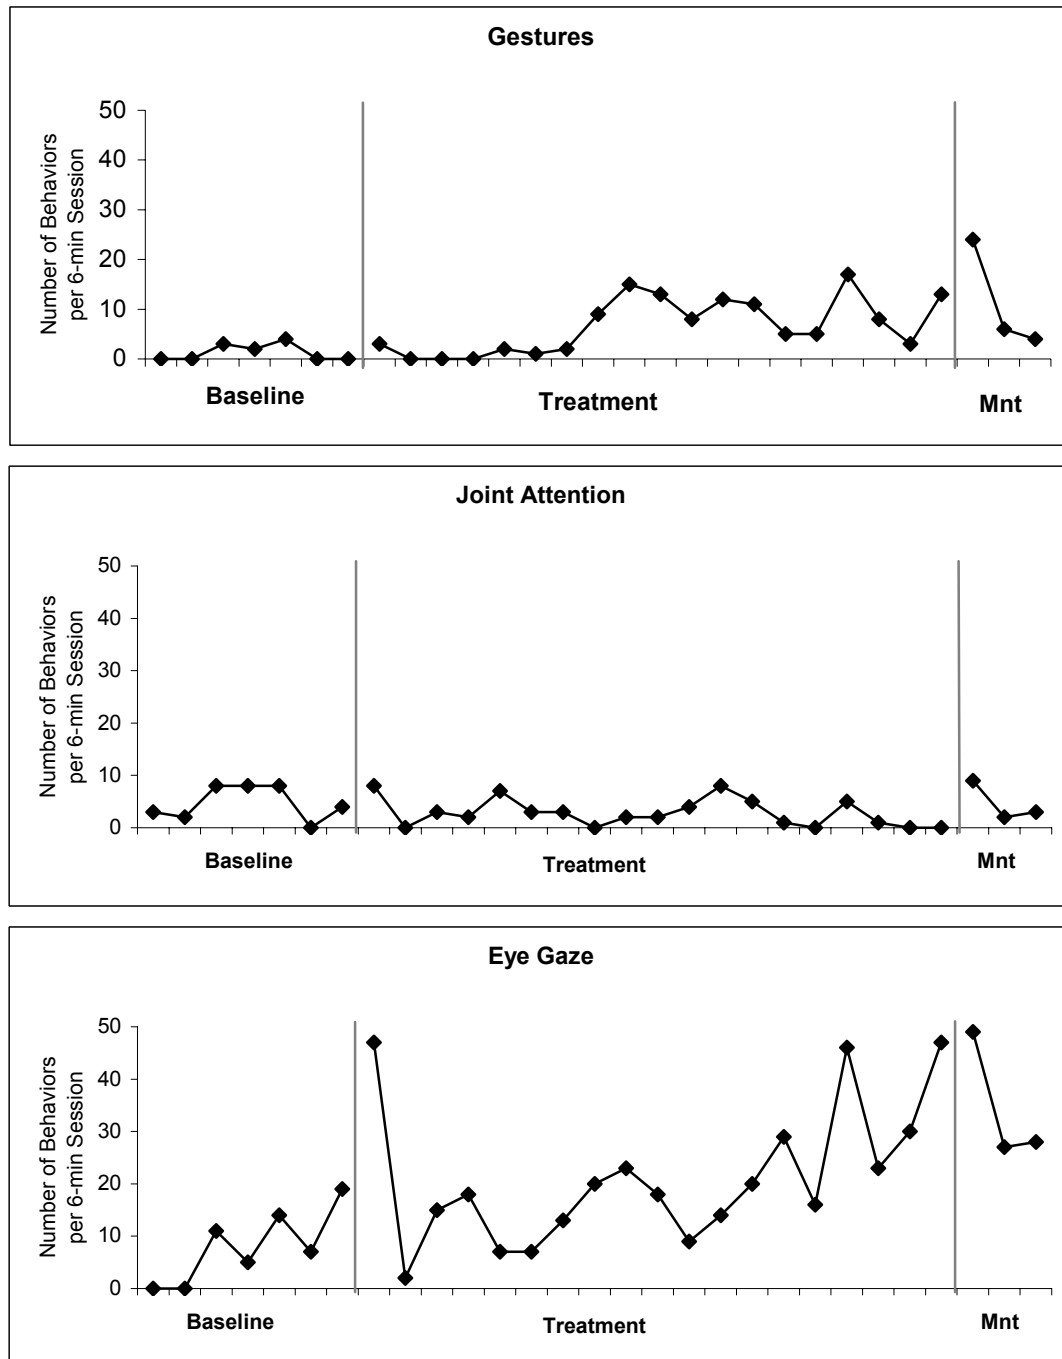 Gestures
Number of Behaviors
per 6-min Session
50
40
30
20
10
0
Baseline
Treatment
Mnt
Joint Attention
Number of Behaviors
per 6-min Session
50
40
30
20
10
0
Baseline
Treatment
Mnt
Eye Gaze
Number of Behaviors
per 6-min Session
50
40
30
20
10
0
Baseline
Treatment
Mnt